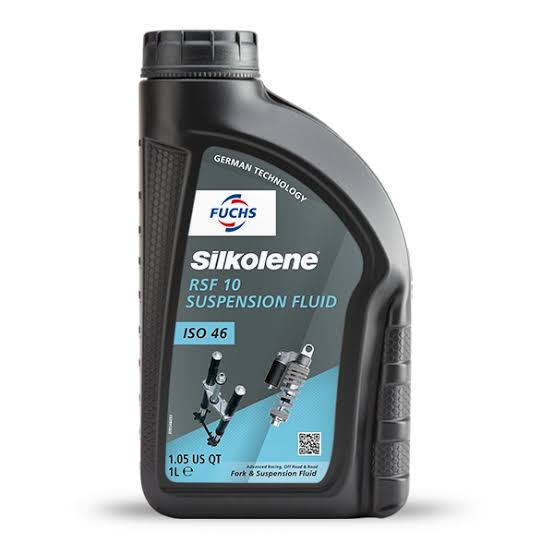 GERMAN TECHNOLOGY
FUCHS
Silkolene
RSF 10
SUSPENSION FLUID
ISO 46
1.05 US QT
1L ℮
Advanced Racing, Off Road & Road
Fork & Suspension Fluid